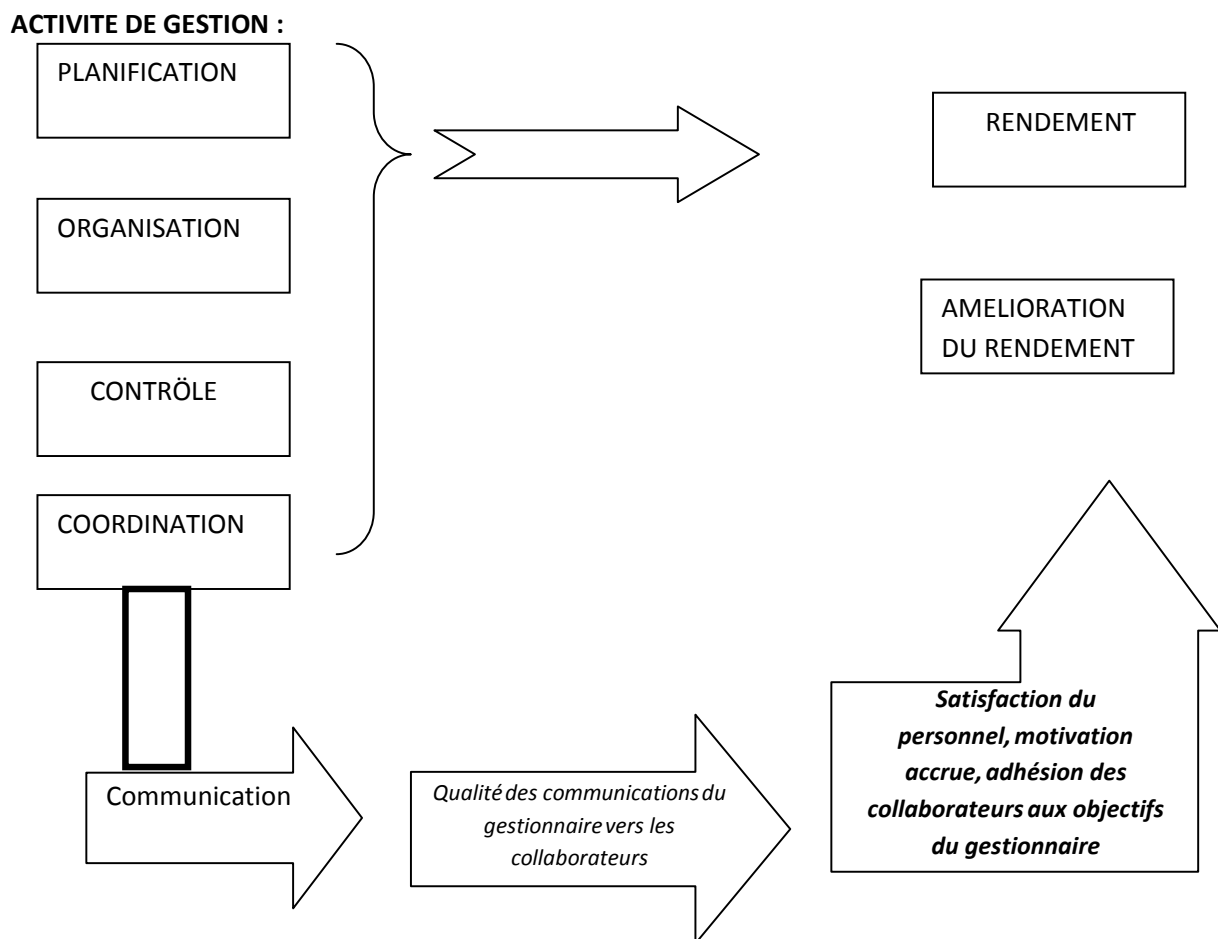 ACTIVITE DE GESTION :
PLANIFICATION
RENDEMENT
ORGANISATION
AMELIORATION
DU RENDEMENT
CONTRÖLE
COORDINATION
Communication
Qualité des communications du
gestionnaire vers les
collaborateurs
Satisfaction du
personnel, motivation
accrue, adhésion des
collaborateurs aux objectifs
du gestionnaire